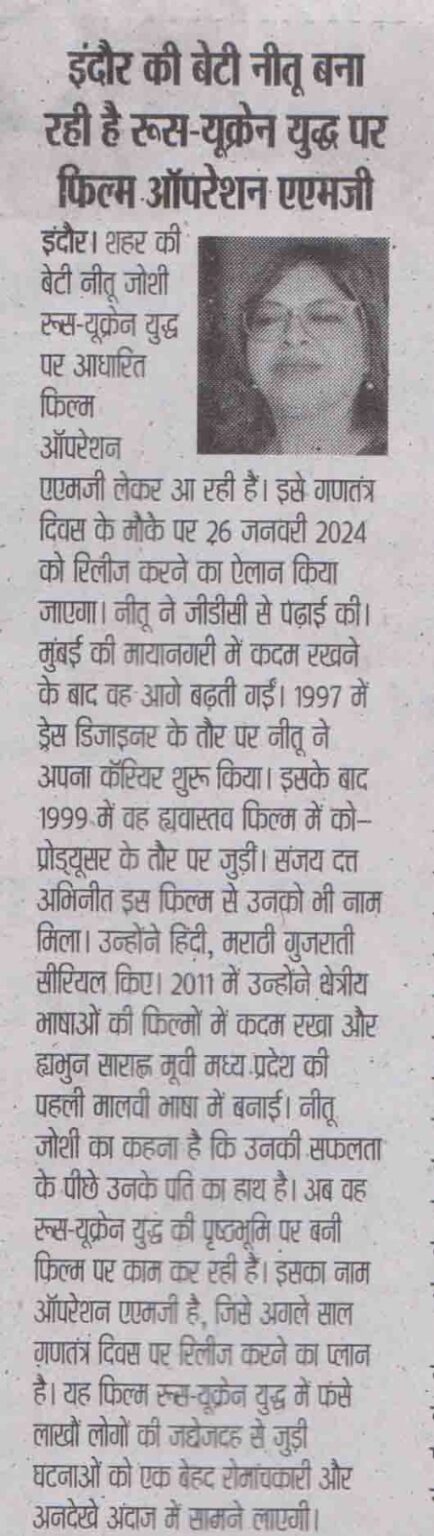 इंदौर की बेटी नीतू बना
रही है रूस-यूक्रेन युद्ध पर
फिल्म ऑपरेशन एएमजी
इंदौर। शहर की
बेटी नीतू जोशी
रूस-यूक्रेन युद्ध
पर आधारित
फिल्म
ऑपरेशन
एएमजी लेकर आ रही हैं। इसे गणतंत्र
दिवस के मौके पर 26 जनवरी 2024
को रिलीज करने का ऐलान किया
जाएगा। नीतू ने जीडीसी से पढ़ाई की।
मुंबई की मायानगरी में कदम रखने
के बाद वह आगे बढ़ती गईं। 1997 में
ड्रेस डिजाइनर के तौर पर नीतू ने
अपना कॅरियर शुरू किया। इसके बाद
1999 में वह ह्यवास्तव फिल्म में को-
प्रोड्यूसर के तौर पर जुड़ी। संजय दत्त
अभिनीत इस फिल्म से उनको भी नाम
मिला। उन्होंने हिंदी, मराठी गुजराती
सीरियल किए। 2011 में उन्होंने क्षेत्रीय
भाषाओं की फिल्मों में कदम रखा और
ह्यभुन साराह्न मूवी मध्य प्रदेश की
पहली मालवी भाषा में बनाई। नीतू
जोशी का कहना है कि उनकी सफलता
के पीछे उनके पति का हाथ है। अब वह
रूस-यूक्रेन युद्ध की पृष्ठभूमि पर बनी
फिल्म पर काम कर रही हैं। इसका नाम
ऑपरेशन एएमजी है, जिसे अगले साल
गणतंत्र दिवस पर रिलीज करने का प्लान
है। यह फिल्म रूस-यूक्रेन युद्ध में फंसे
लाखों लोगों की जद्दोजहद से जुड़ी
घटनाओं को एक बेहद रोमांचकारी और
अनदेखे अंदाज में सामने लाएगी।